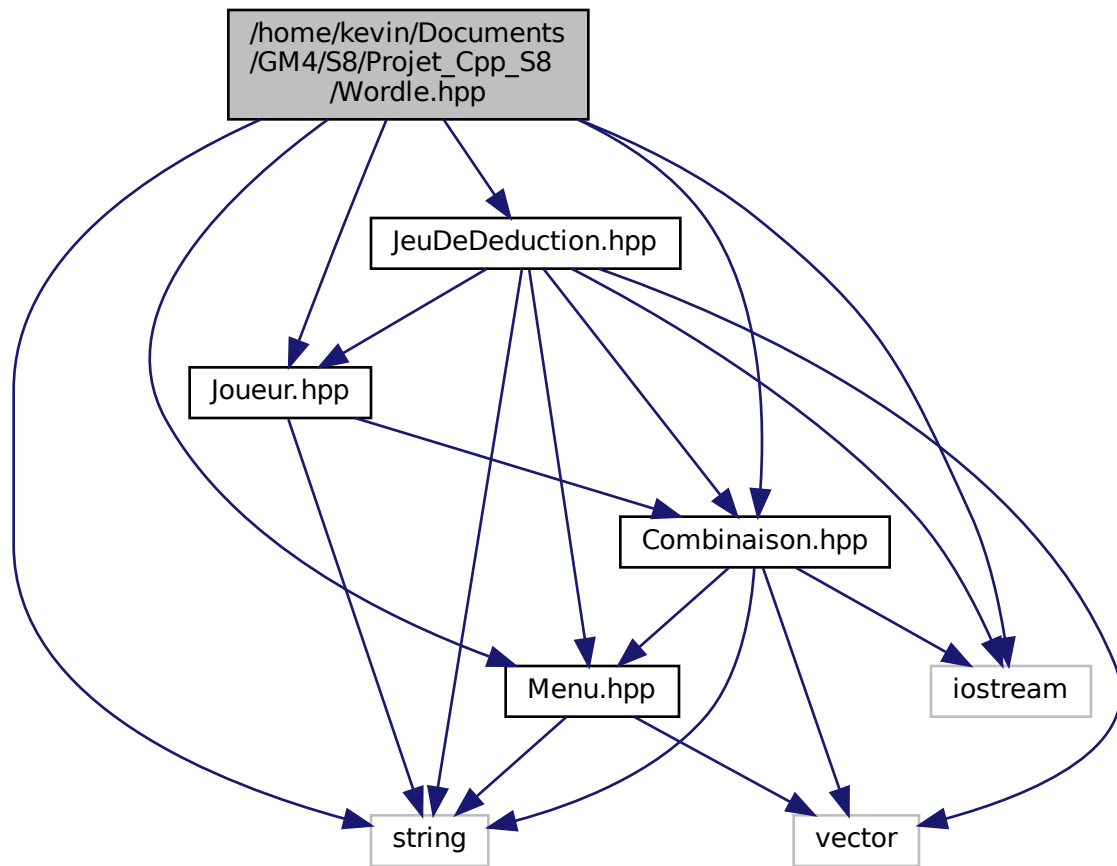 /home/kevin/Documents
/GM4/S8/Projet_Cpp_S8
/Wordle.hpp
JeuDeDeduction.hpp
Joueur.hpp
Combinaison.hpp
Menu.hpp
iostream
string
vector